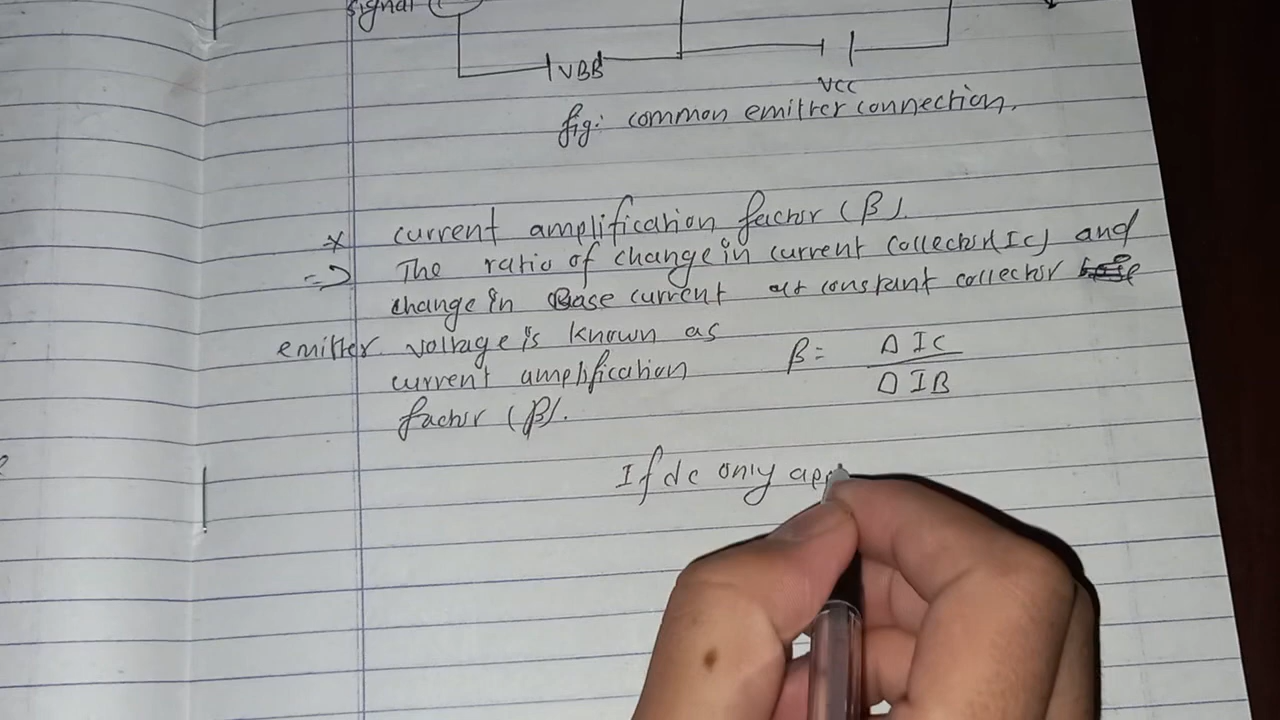 signal
VBB
VCC
fig: common emitter connection.
* current amplification factor (β).
=> The ratio of change in current collector (Ic) and
change in Base current at constant collector
emitter voltage is known as
current amplification
factor (β).
β = ΔIC / ΔIB
If dc only app